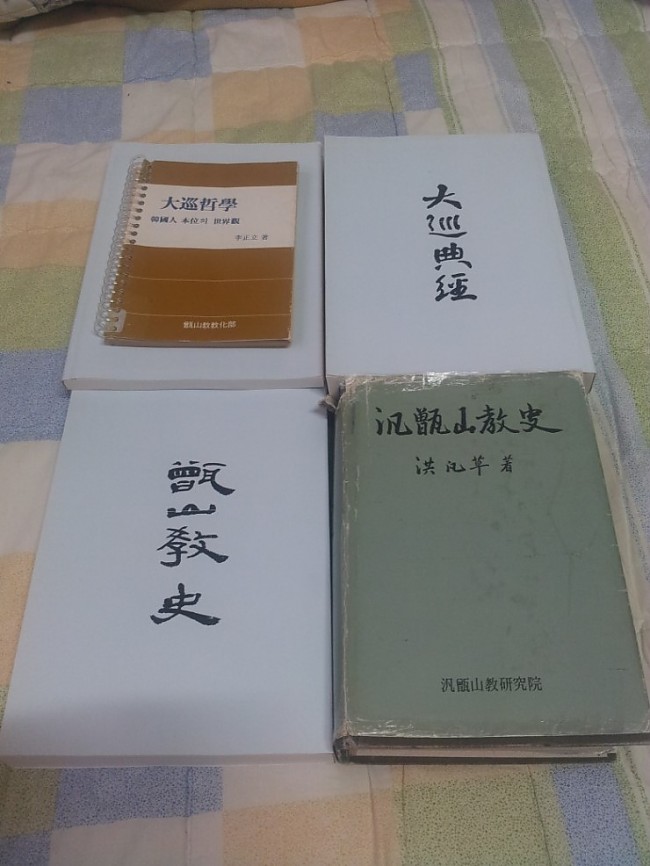 大巡哲學
韓國人 本位의 世界觀
李正立 著
甑山教教化部
大巡典經
甑山敎史
汎甑山教史
洪凡草 著
汎甑山教硏究院